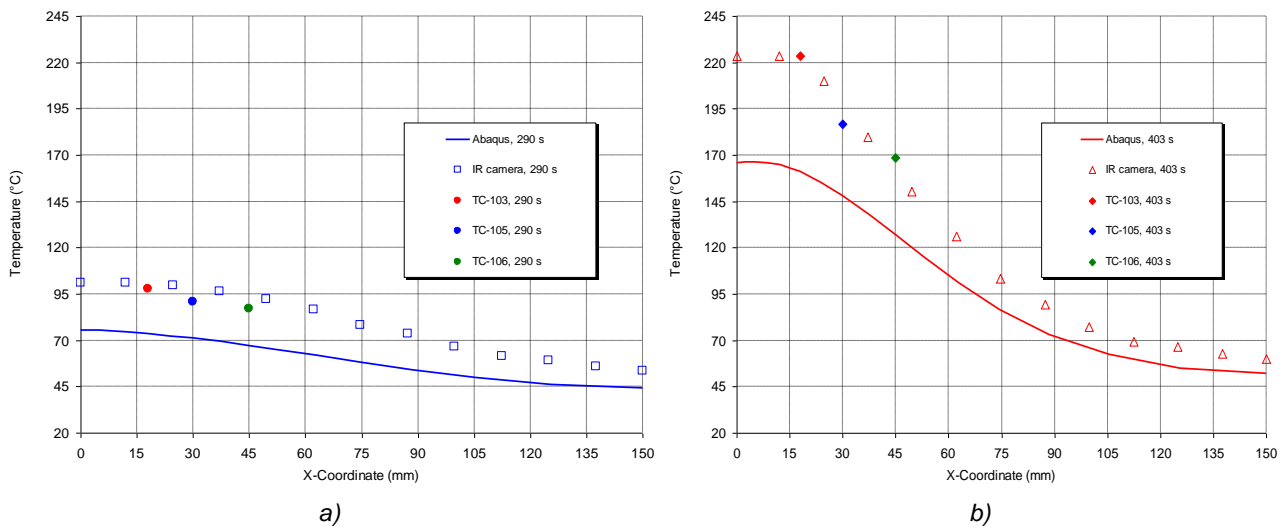 245
220
195
170
145
120
95
70
45
20
Temperature (°C)
0 15 30 45 60 75 90 105 120 135 150
X-Coordinate (mm)
Abaqus, 290 s
IR camera, 290 s
TC-103, 290 s
TC-105, 290 s
TC-106, 290 s
a)
245
220
195
170
145
120
95
70
45
20
Temperature (°C)
0 15 30 45 60 75 90 105 120 135 150
X-Coordinate (mm)
Abaqus, 403 s
IR camera, 403 s
TC-103, 403 s
TC-105, 403 s
TC-106, 403 s
b)